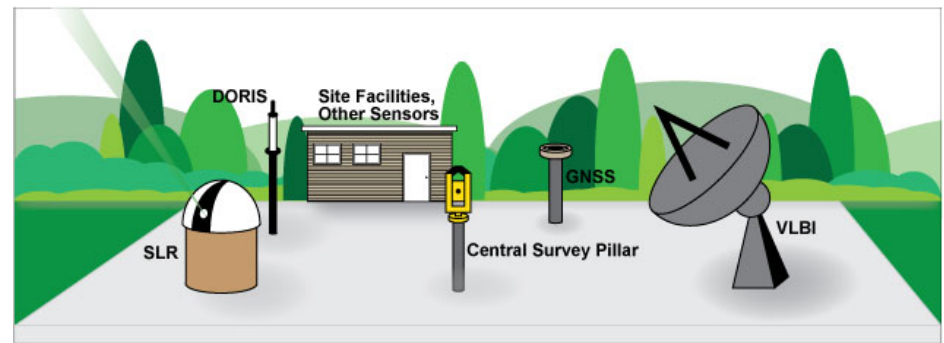 DORIS
Site Facilities,
Other Sensors
GNSS
SLR
Central Survey Pillar
VLBI